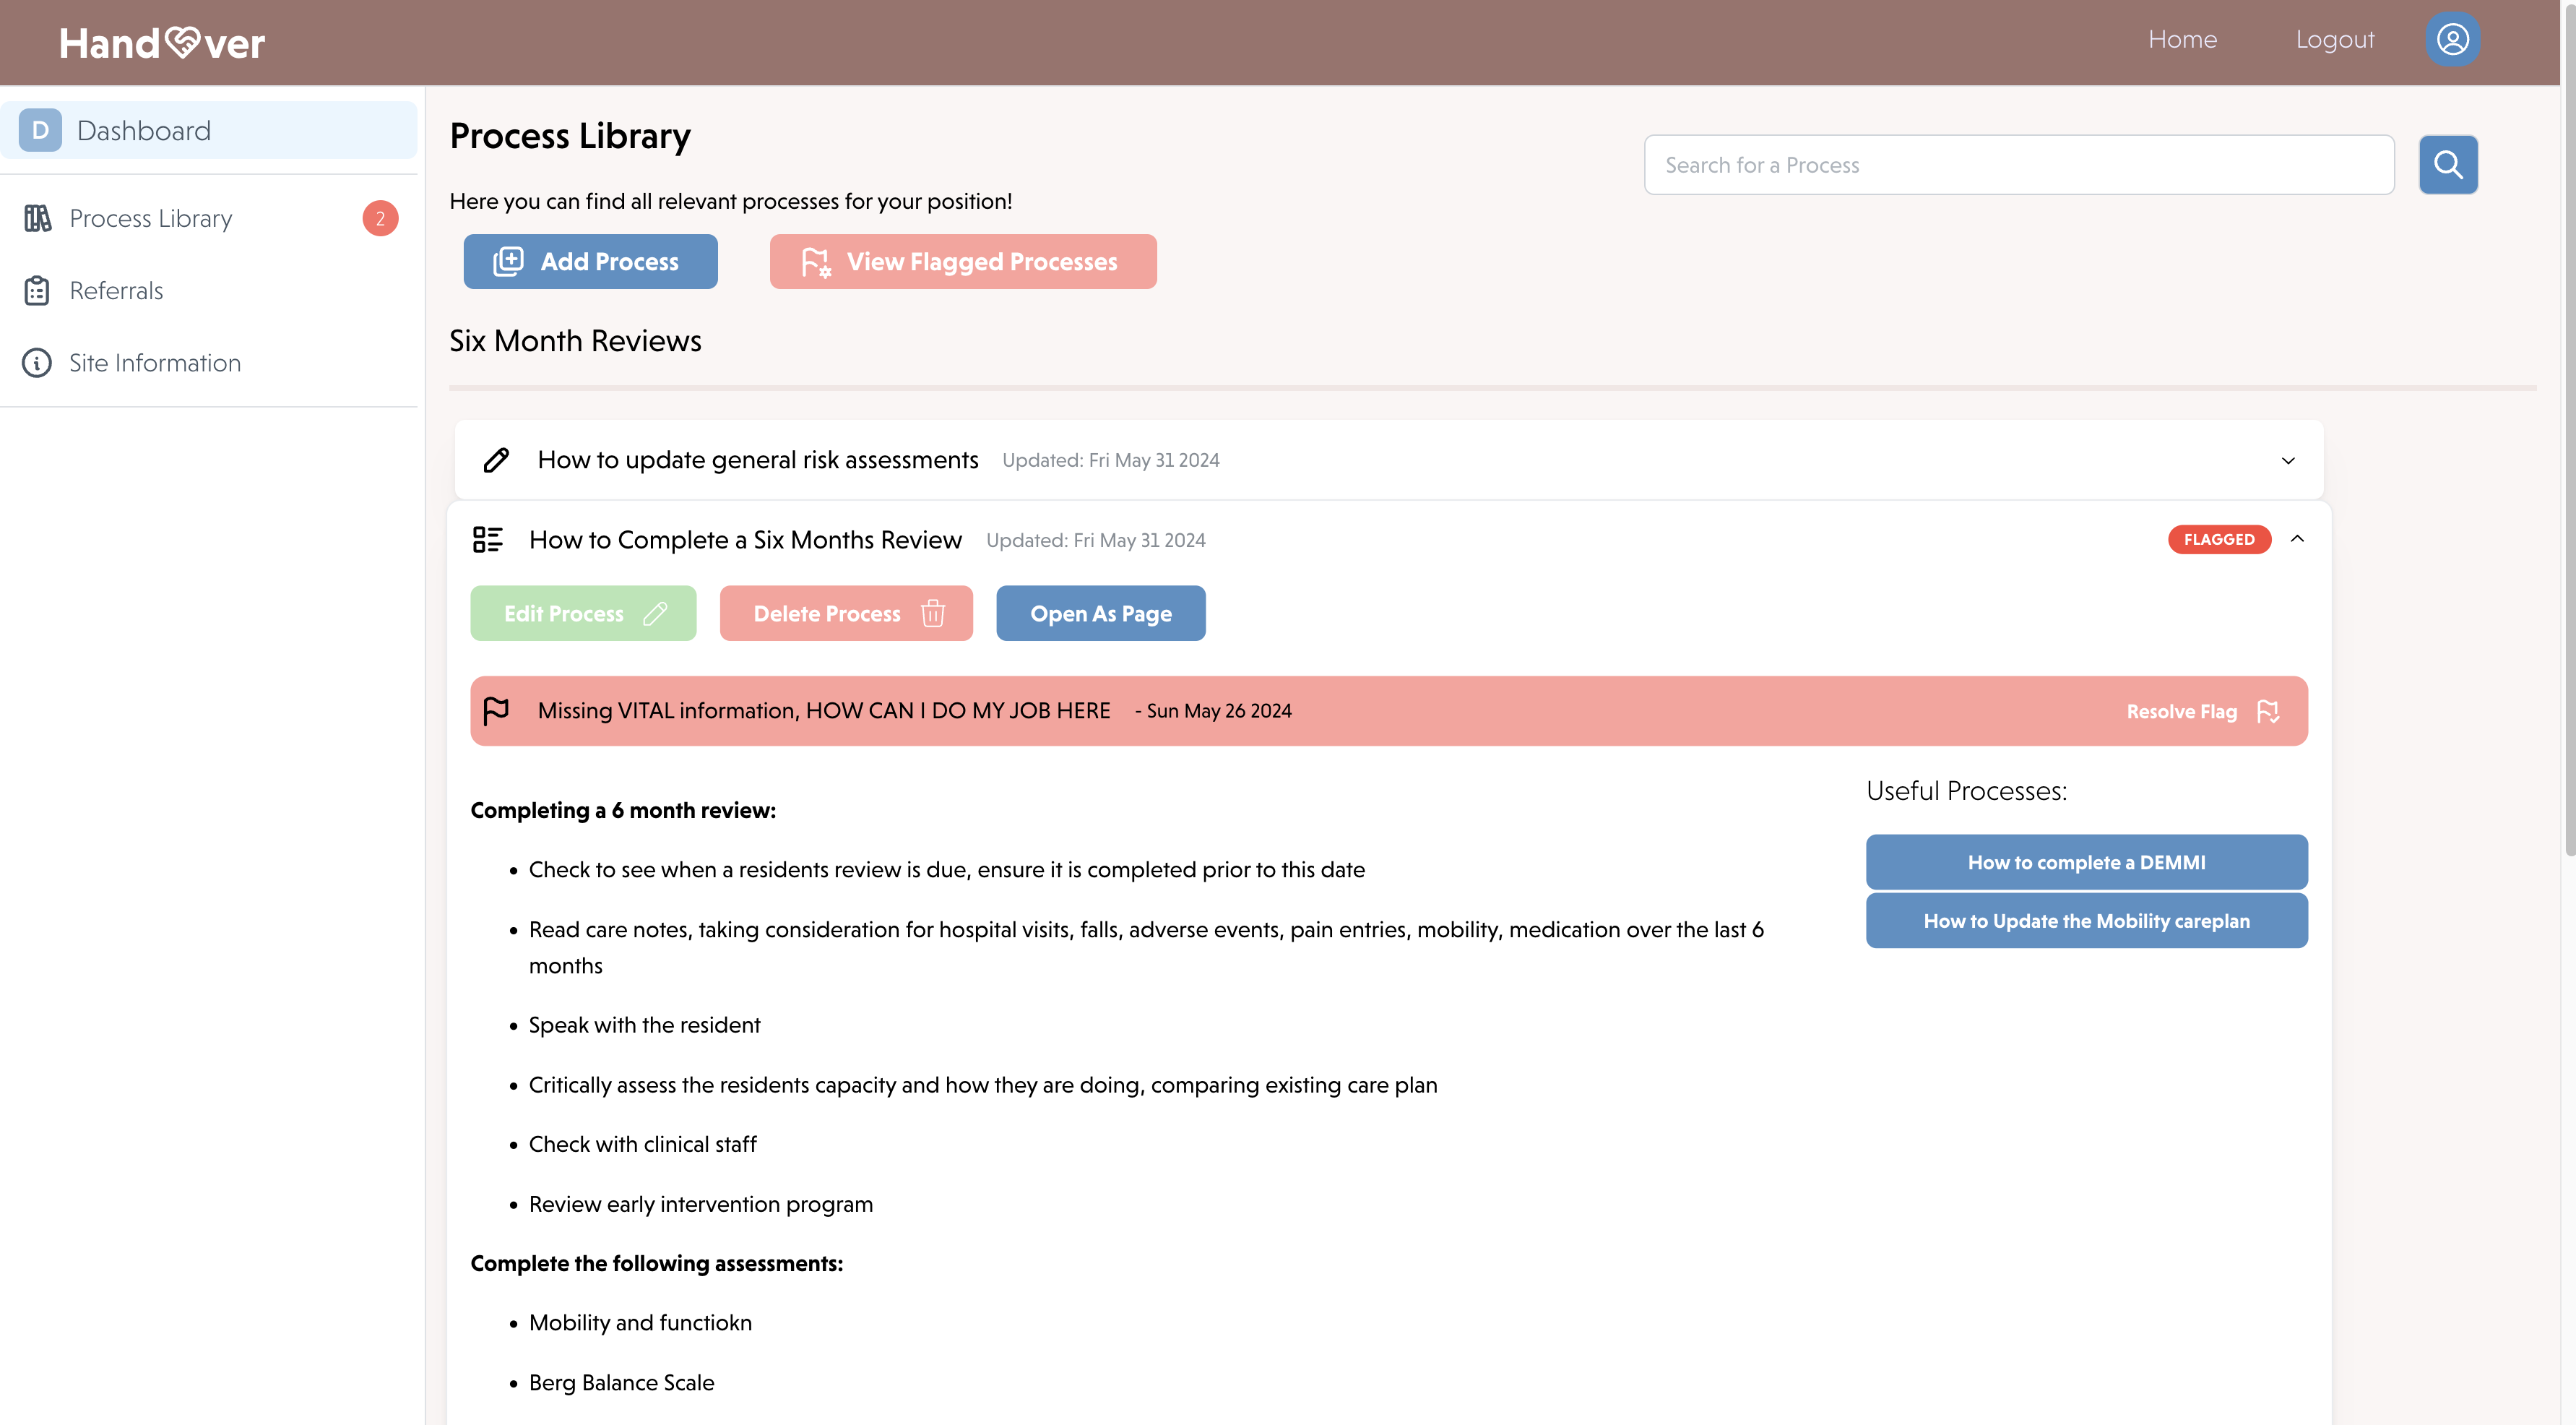 HandOver
Home
Logout
D
Dashboard
Process Library
2
Referrals
Site Information
Process Library
Search for a Process
Here you can find all relevant processes for your position!
Add Process
View Flagged Processes
Six Month Reviews
How to update general risk assessments Updated: Fri May 31 2024
How to Complete a Six Months Review Updated: Fri May 31 2024
FLAGGED
Edit Process
Delete Process
Open As Page
Missing VITAL information, HOW CAN I DO MY JOB HERE - Sun May 26 2024
Resolve Flag
Completing a 6 month review:
• Check to see when a residents review is due, ensure it is completed prior to this date
• Read care notes, taking consideration for hospital visits, falls, adverse events, pain entries, mobility, medication over the last 6
months
• Speak with the resident
• Critically assess the residents capacity and how they are doing, comparing existing care plan
• Check with clinical staff
• Review early intervention program
Complete the following assessments:
• Mobility and functiokn
• Berg Balance Scale
Useful Processes:
How to complete a DEMMI
How to Update the Mobility careplan